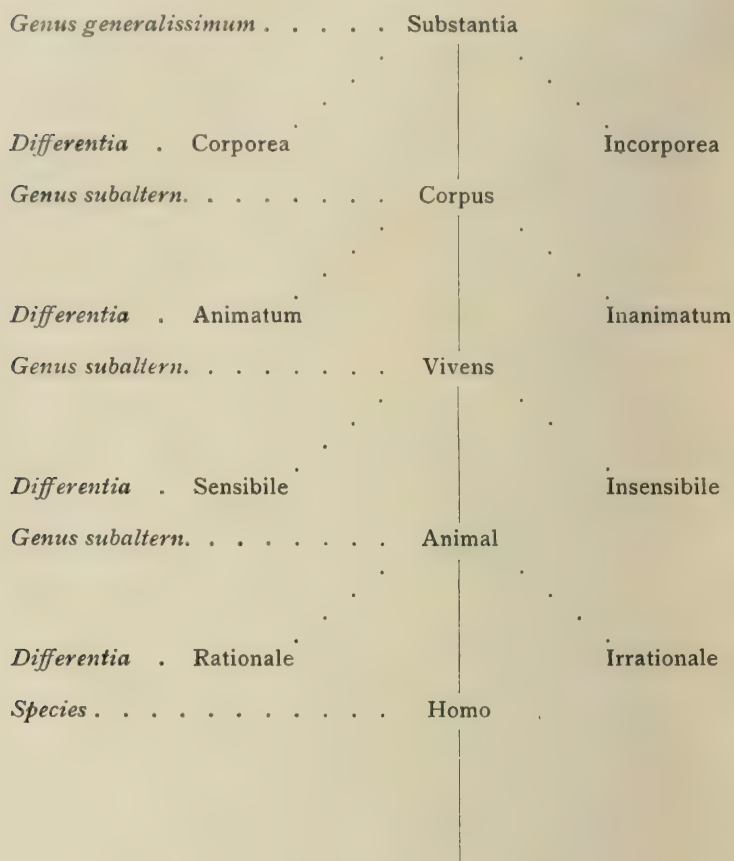 Genus generalissimum . . . . . Substantia
Differentia . Corporea Incorporea
Genus subaltern. . . . . . . . Corpus
Differentia . Animatum Inanimatum
Genus subaltern. . . . . . . . Vivens
Differentia . Sensibile Insensibile
Genus subaltern. . . . . . . . Animal
Differentia . Rationale Irrationale
Species . . . . . . . . . . . Homo